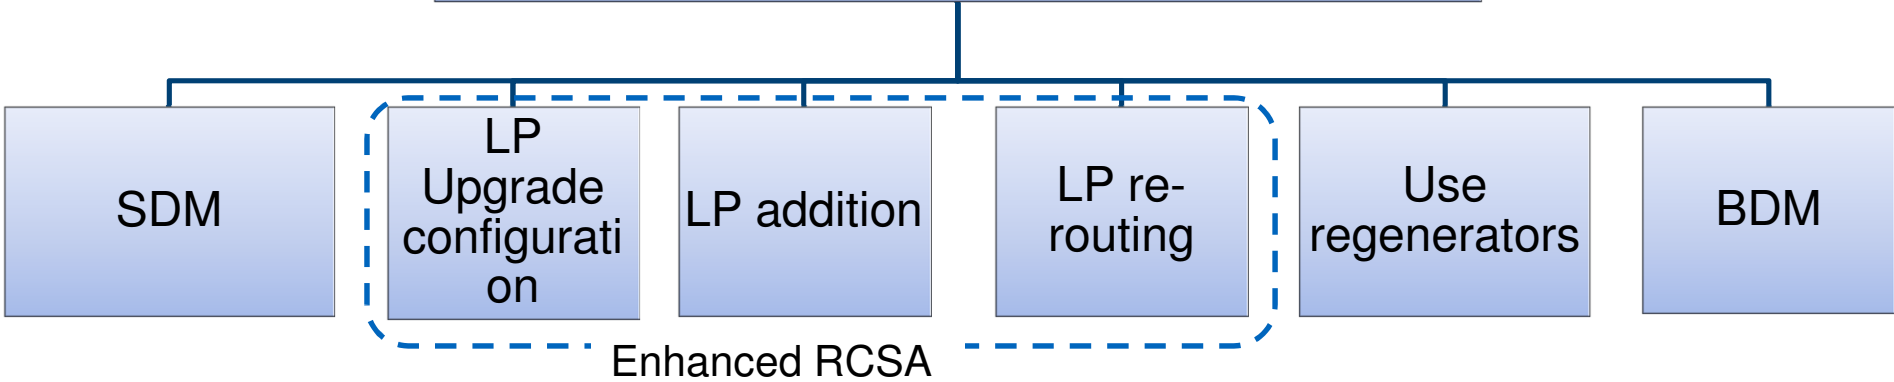 SDM
LP
Upgrade
configurati
on
LP addition
LP re-
routing
Use
regenerators
BDM
Enhanced RCSA